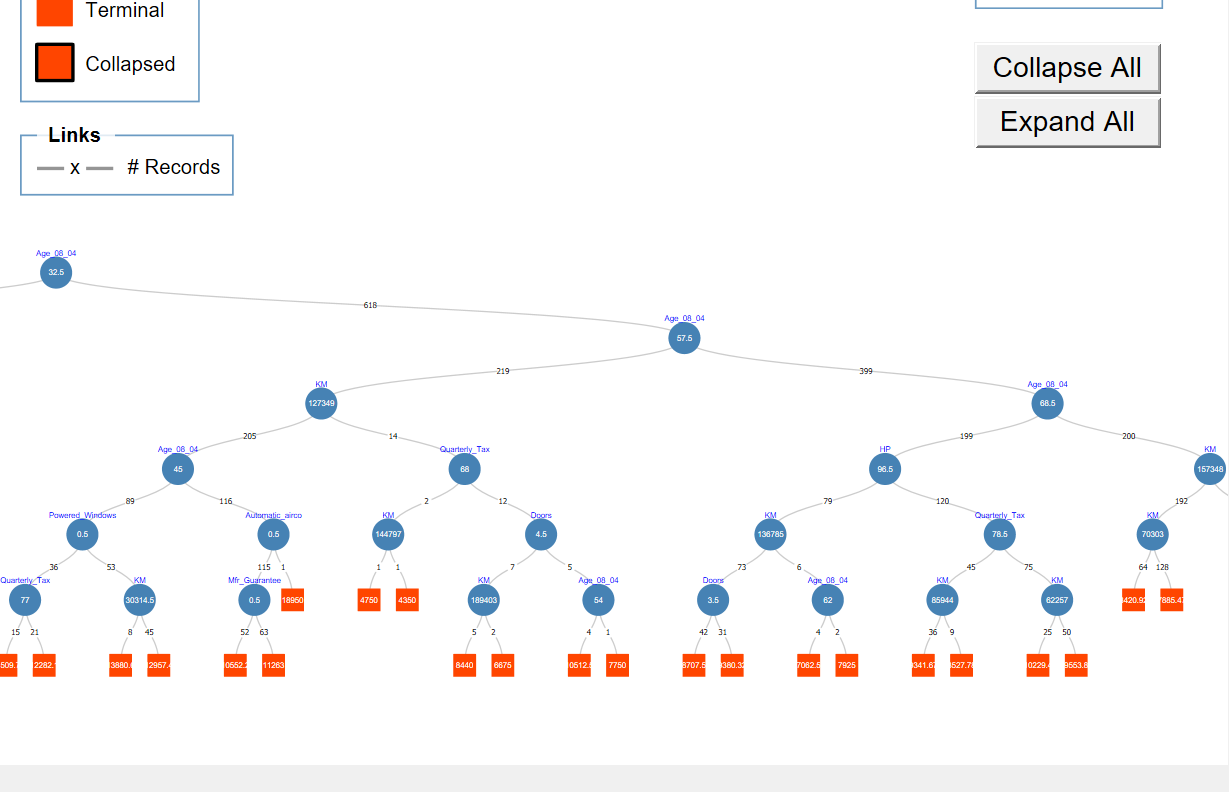 Terminal
Collapsed
Links
x # Records
Collapse All
Expand All
Age_08_04
32.5
618
Age_08_04
57.5
219 399
KM Age_08_04
127349 68.5
205 14 199 200
Age_08_04 Quarterly_Tax HP KM
45 68 96.5 157348
89 116 2 12 79 120 192
Powered_Windows Automatic_airco KM Doors KM Quarterly_Tax KM
0.5 0.5 144797 4.5 136785 78.5 70303
36 53 115 1 1 1 7 5 73 6 45 75 64 128
Quarterly_Tax KM Mfr_Guarantee KM Age_08_04 Doors Age_08_04 KM KM
77 30314.5 0.5 18950 4750 4350 189403 54 3.5 62 85944 62257
15 21 8 45 52 63 5 2 4 1 42 31 4 2 36 9 25 50
11263 8440 6675 7750 7925